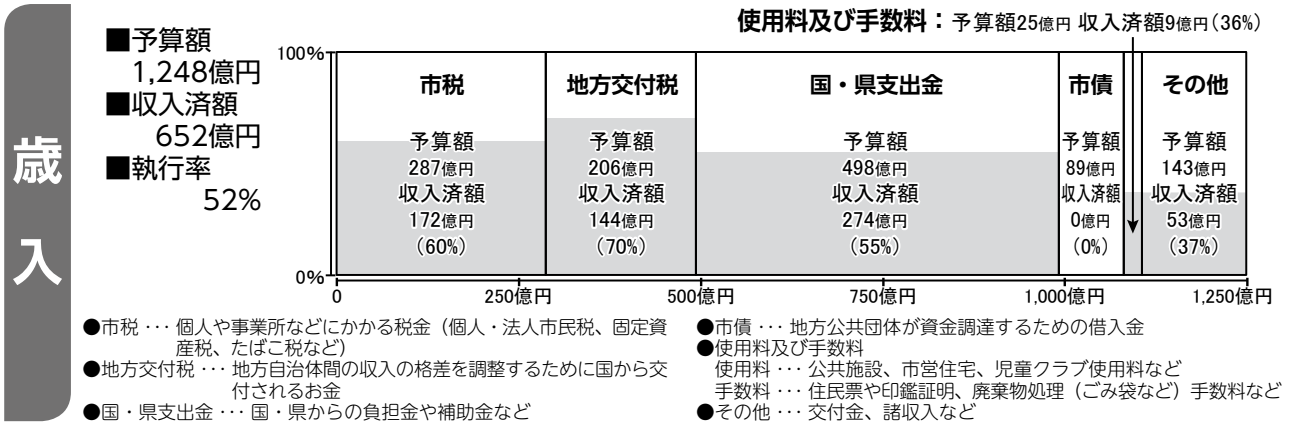 歳入
■予算額
1,248億円
■収入済額
652億円
■執行率
52%
使用料及び手数料：予算額25億円 収入済額9億円(36%)
100%
0%
市税
予算額
287億円
収入済額
172億円
(60%)
地方交付税
予算額
206億円
収入済額
144億円
(70%)
国・県支出金
予算額
498億円
収入済額
274億円
(55%)
市債
予算額
89億円
収入済額
0億円
(0%)
その他
予算額
143億円
収入済額
53億円
(37%)
0 250億円 500億円 750億円 1,000億円 1,250億円
●市税 ･･･ 個人や事業所などにかかる税金（個人・法人市民税、固定資
産税、たばこ税など）
●地方交付税 ･･･ 地方自治体間の収入の格差を調整するために国から交
付されるお金
●国・県支出金 ･･･ 国・県からの負担金や補助金など
●市債 ･･･ 地方公共団体が資金調達するための借入金
●使用料及び手数料
使用料 ･･･ 公共施設、市営住宅、児童クラブ使用料など
手数料 ･･･ 住民票や印鑑証明、廃棄物処理（ごみ袋など）手数料など
●その他 ･･･ 交付金、諸収入など